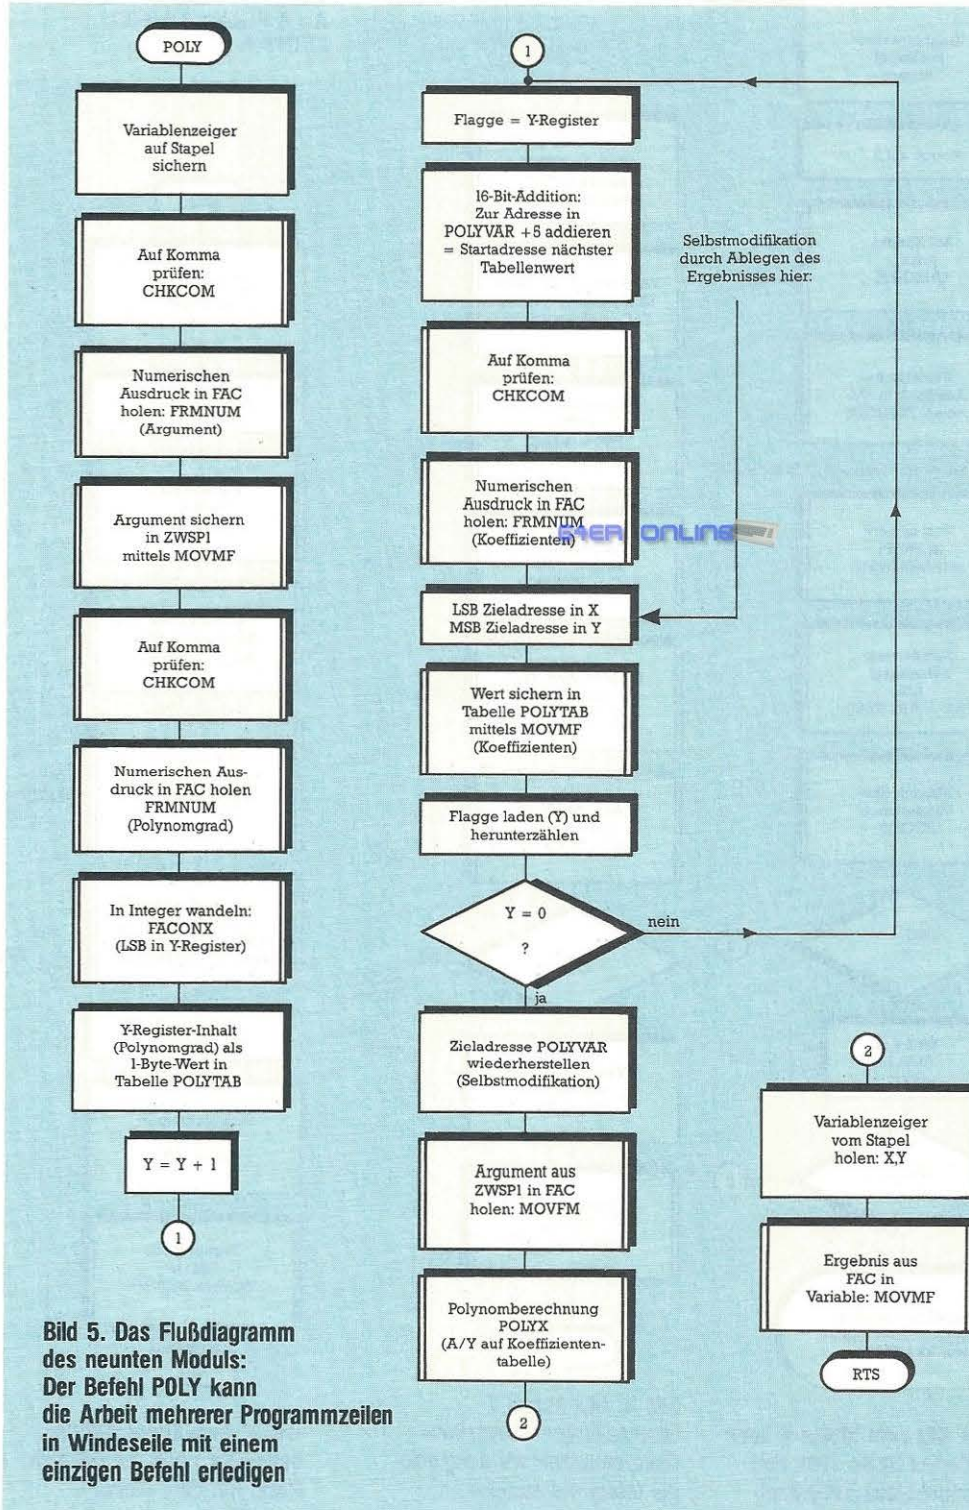 POLY
Variablenzeiger
auf Stapel
sichern
Auf Komma
prüfen:
CHKCOM
Numerischen
Ausdruck in FAC
holen: FRMNUM
(Argument)
Argument sichern
in ZWSP1
mittels MOVMF
Auf Komma
prüfen:
CHKCOM
Numerischen Aus-
druck in FAC holen
FRMNUM
(Polynomgrad)
In Integer wandeln:
FACONX
(LSB in Y-Register)
Y-Register-Inhalt
(Polynomgrad) als
1-Byte-Wert in
Tabelle POLYTAB
Y = Y + 1
1
1
Flagge = Y-Register
16-Bit-Addition:
Zur Adresse in
POLYVAR +5 addieren
= Startadresse nächster
Tabellenwert
Auf Komma
prüfen:
CHKCOM
Numerischen
Ausdruck in FAC
holen: FRMNUM
(Koeffizienten)
64ER ONLINE
Selbstmodifikation
durch Ablegen des
Ergebnisses hier:
LSB Zieladresse in X
MSB Zieladresse in Y
Wert sichern in
Tabelle POLYTAB
mittels MOVMF
(Koeffizienten)
Flagge laden (Y) und
herunterzählen
Y = 0
?
nein
ja
Zieladresse POLYVAR
wiederherstellen
(Selbstmodifikation)
Argument aus
ZWSP1 in FAC
holen: MOVFM
Polynomberechnung
POLYX
(A/Y auf Koeffizienten-
tabelle)
2
2
Variablenzeiger
vom Stapel
holen: X,Y
Ergebnis aus
FAC in
Variable: MOVMF
RTS
Bild 5. Das Flußdiagramm
des neunten Moduls:
Der Befehl POLY kann
die Arbeit mehrerer Programmzeilen
in Windeseile mit einem
einzigen Befehl erledigen